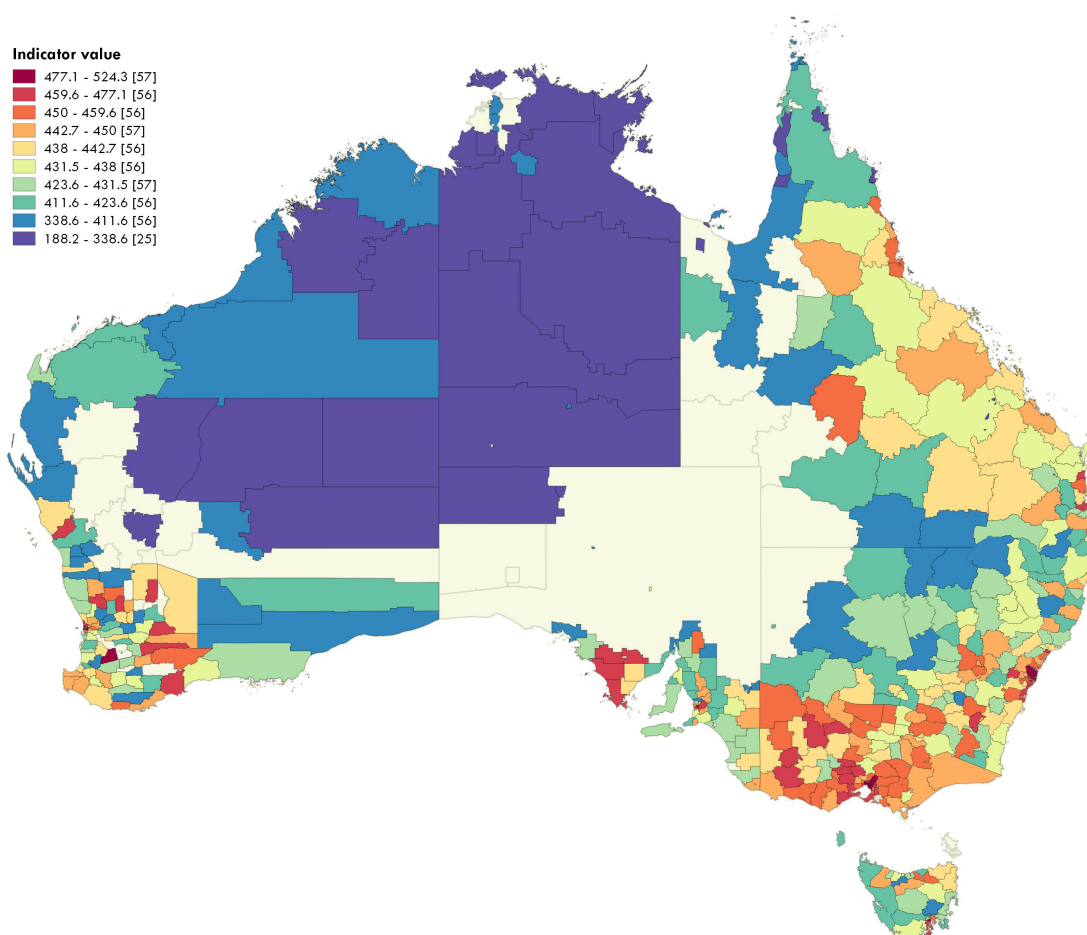 Indicator value
477.1 - 524.3 [57]
459.6 - 477.1 [56]
450 - 459.6 [56]
442.7 - 450 [57]
438 - 442.7 [56]
431.5 - 438 [56]
423.6 - 431.5 [57]
411.6 - 423.6 [56]
338.6 - 411.6 [56]
188.2 - 338.6 [25]